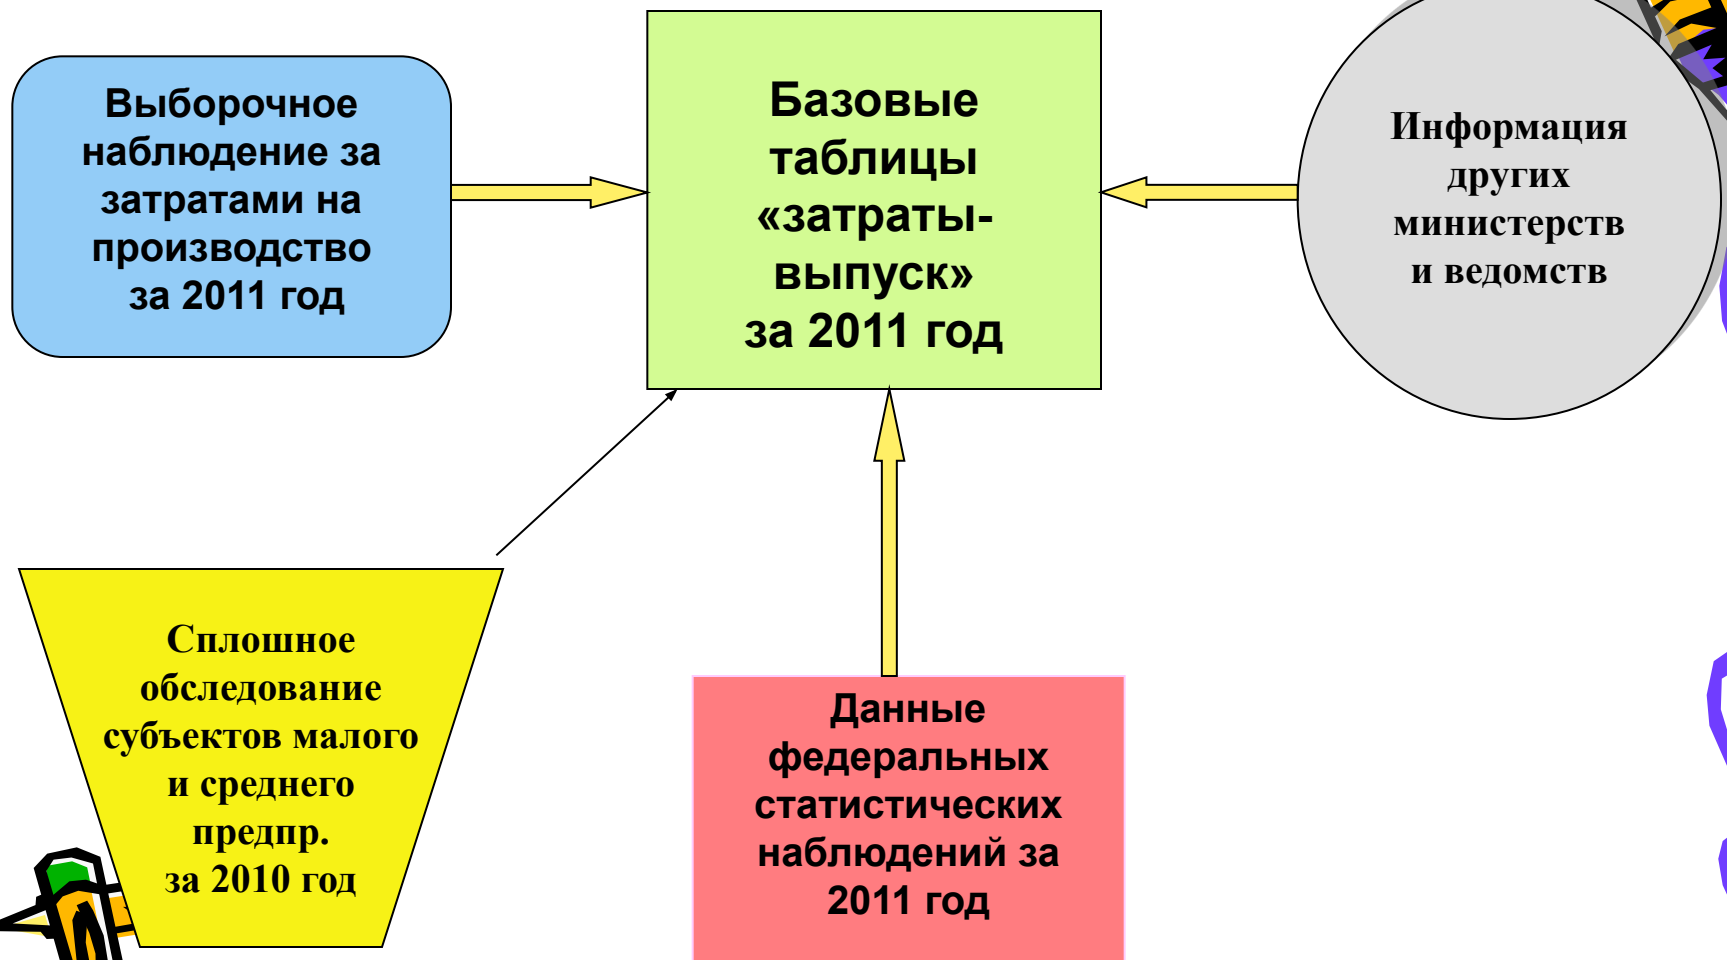 Выборочное
наблюдение за
затратами на
производство
за 2011 год
Базовые
таблицы
«затраты-
выпуск»
за 2011 год
Информация
других
министерств
и ведомств
Сплошное
обследование
субъектов малого
и среднего
предпр.
за 2010 год
Данные
федеральных
статистических
наблюдений за
2011 год